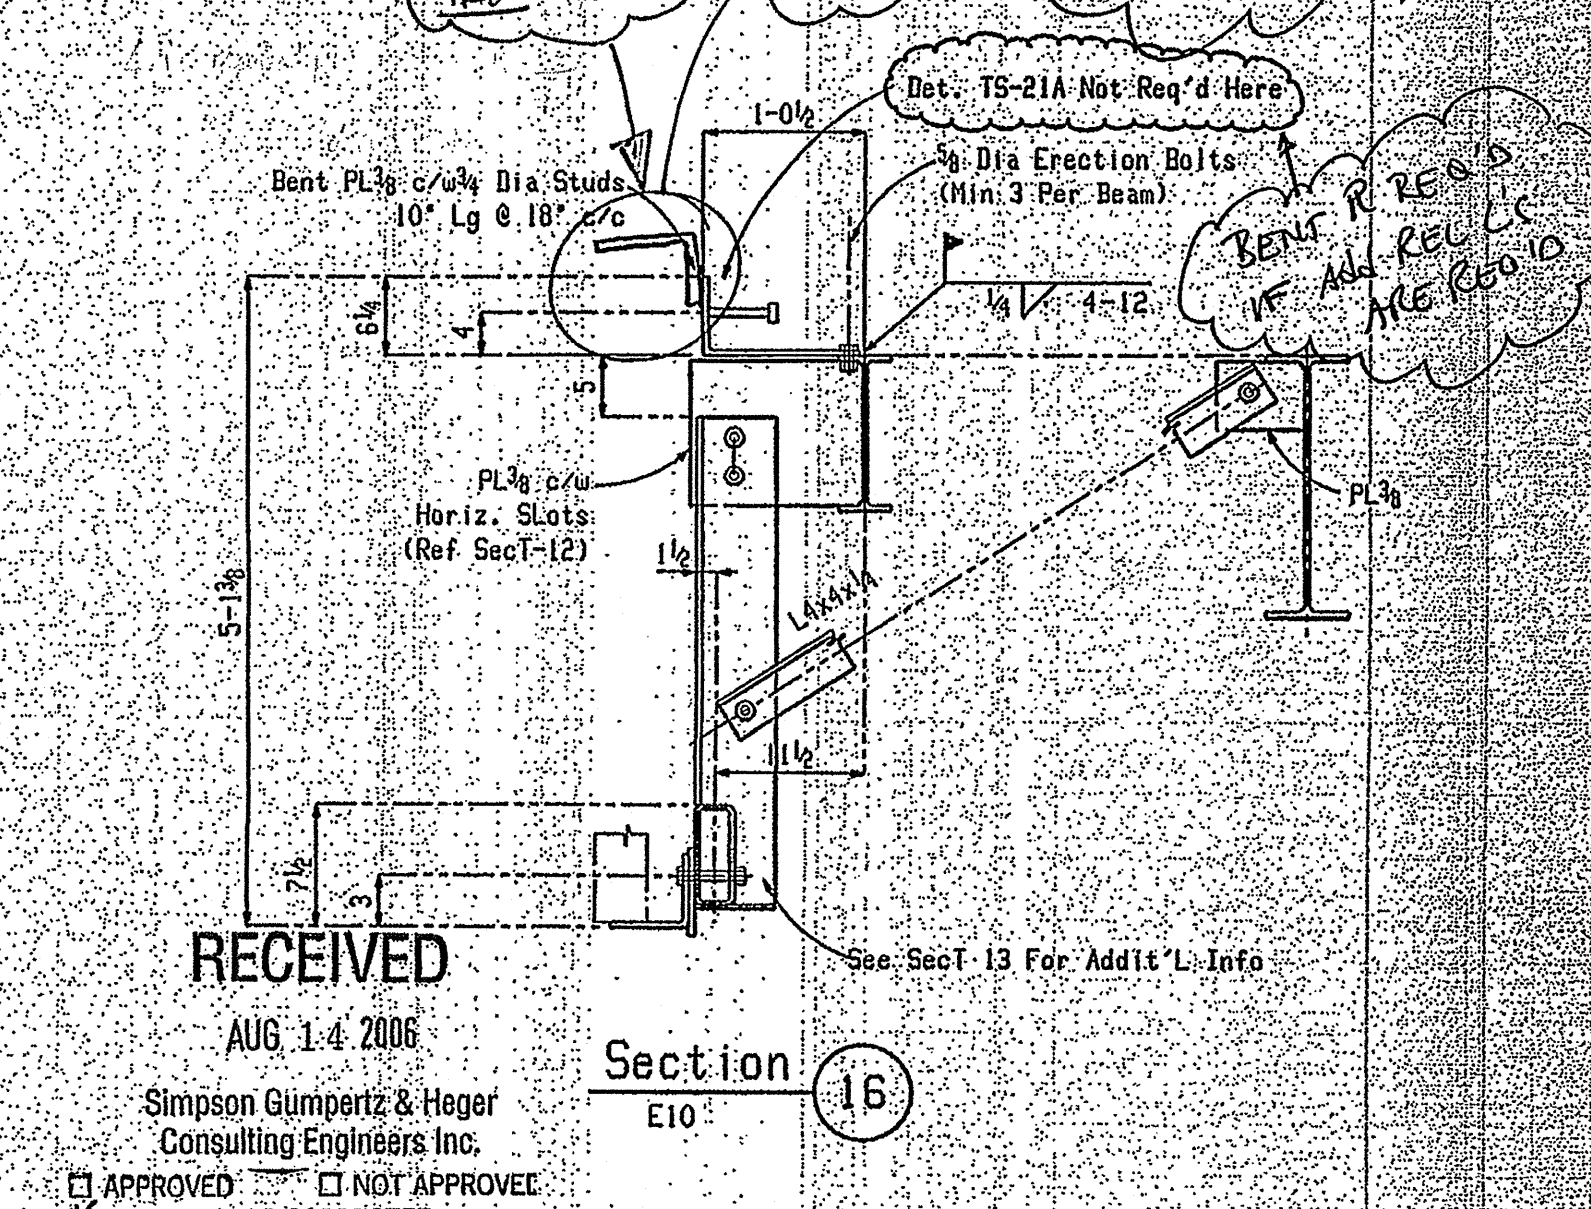 Det. TS-21A Not Req'd Here
1-0½
⅝ Dia Erection Bolts
(Min 3 Per Beam)
BENT PL REQ'D
IF Add REL L'S
ARE REQ'D
Bent PL⅜ c/w¾ Dia Studs
10" Lg @ 18" c/c
6¼
4
¼ 4-12
5
PL⅜ c/w
Horiz. SLots
(Ref SecT-12)
PL⅜
1½
5-1⅜
L4x4x¼
11½
7½
3
See SecT 13 For Addit'L Info
RECEIVED
AUG 14 2006
Simpson Gumpertz & Heger
Consulting Engineers Inc.
APPROVED NOT APPROVED
Section 16
E10